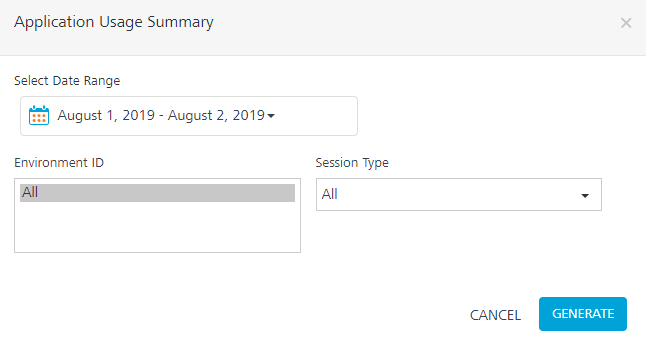 Application Usage Summary
Select Date Range
August 1, 2019 - August 2, 2019
Environment ID
Session Type
All
All
CANCEL
GENERATE